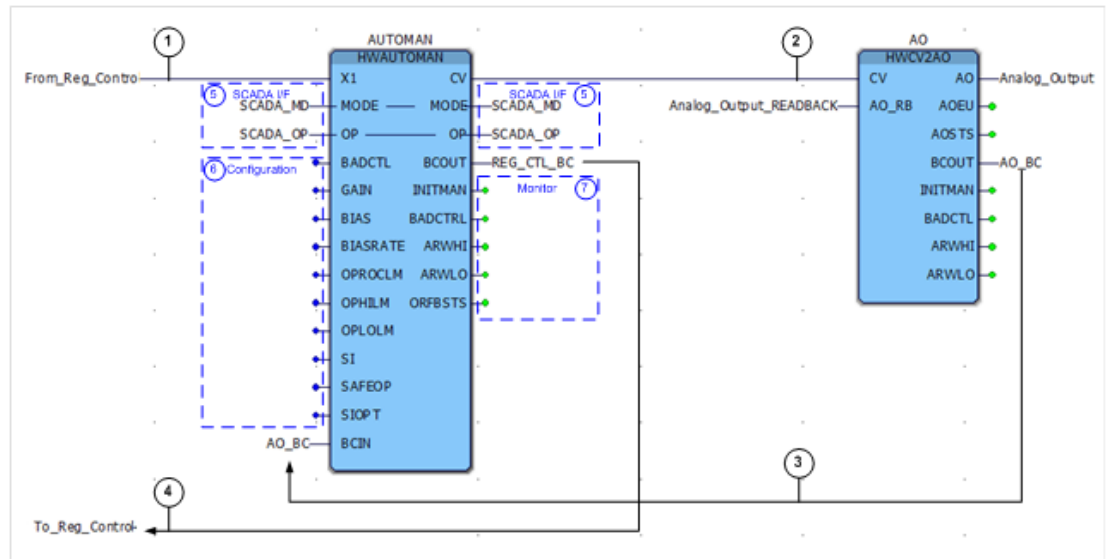 1
2
AUTOMAN
AO
HWAUTOMAN
HWCV2AO
From_Reg_Contro
X1 CV
CV AO
Analog_Output
5 SCADA I/F
SCADA I/F 5
SCADA_MD MODE MODE SCADA_MD
Analog_Output_READBACK AO_RB AOEU
SCADA_OP OP OP SCADA_OP
AOSTS
6 Configuration
BADCTL BCOUT REG_CTL_BC
BCOUT AO_BC
GAIN INITMAN
Monitor 7
INITMAN
BIAS BADCTRL
BADCTL
BIASRATE ARWHI
ARWHI
OPROCLM ARWLO
ARWLO
OPHILM ORFBSTS
OPLOLM
SI
SAFEOP
SIOPT
AO_BC BCIN
3
4
To_Reg_Control